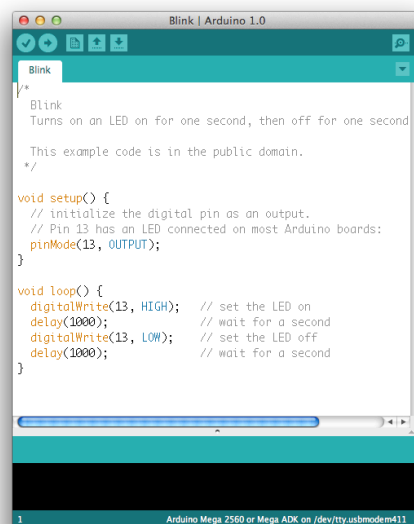 Blink | Arduino 1.0
Blink
/*
  Blink
  Turns on an LED on for one second, then off for one second

  This example code is in the public domain.
 */

void setup() {
  // initialize the digital pin as an output.
  // Pin 13 has an LED connected on most Arduino boards:
  pinMode(13, OUTPUT);
}

void loop() {
  digitalWrite(13, HIGH);   // set the LED on
  delay(1000);              // wait for a second
  digitalWrite(13, LOW);    // set the LED off
  delay(1000);              // wait for a second
}
1 Arduino Mega 2560 or Mega ADK on /dev/tty.usbmodem411